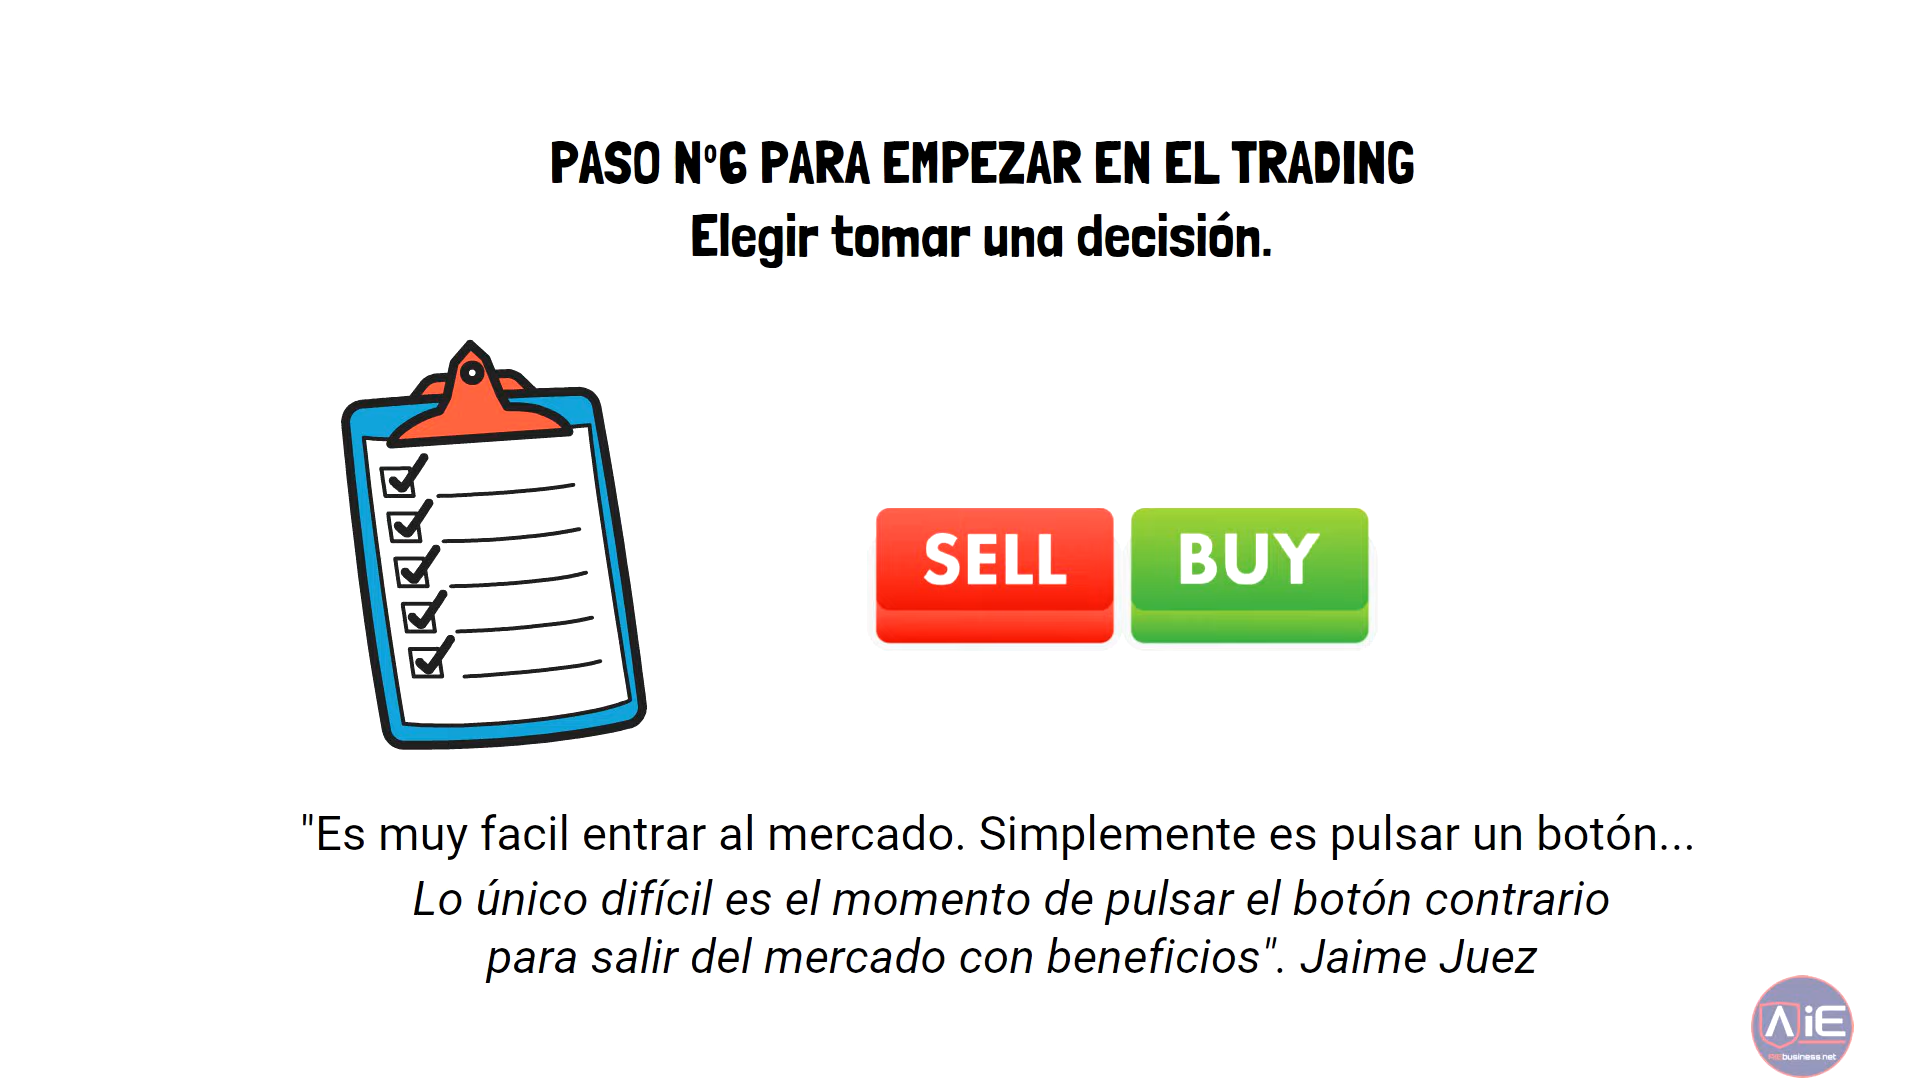 PASO Nº6 PARA EMPEZAR EN EL TRADING
Elegir tomar una decisión.
SELL
BUY
"Es muy facil entrar al mercado. Simplemente es pulsar un botón...
Lo único difícil es el momento de pulsar el botón contrario
para salir del mercado con beneficios". Jaime Juez
AiE
business net